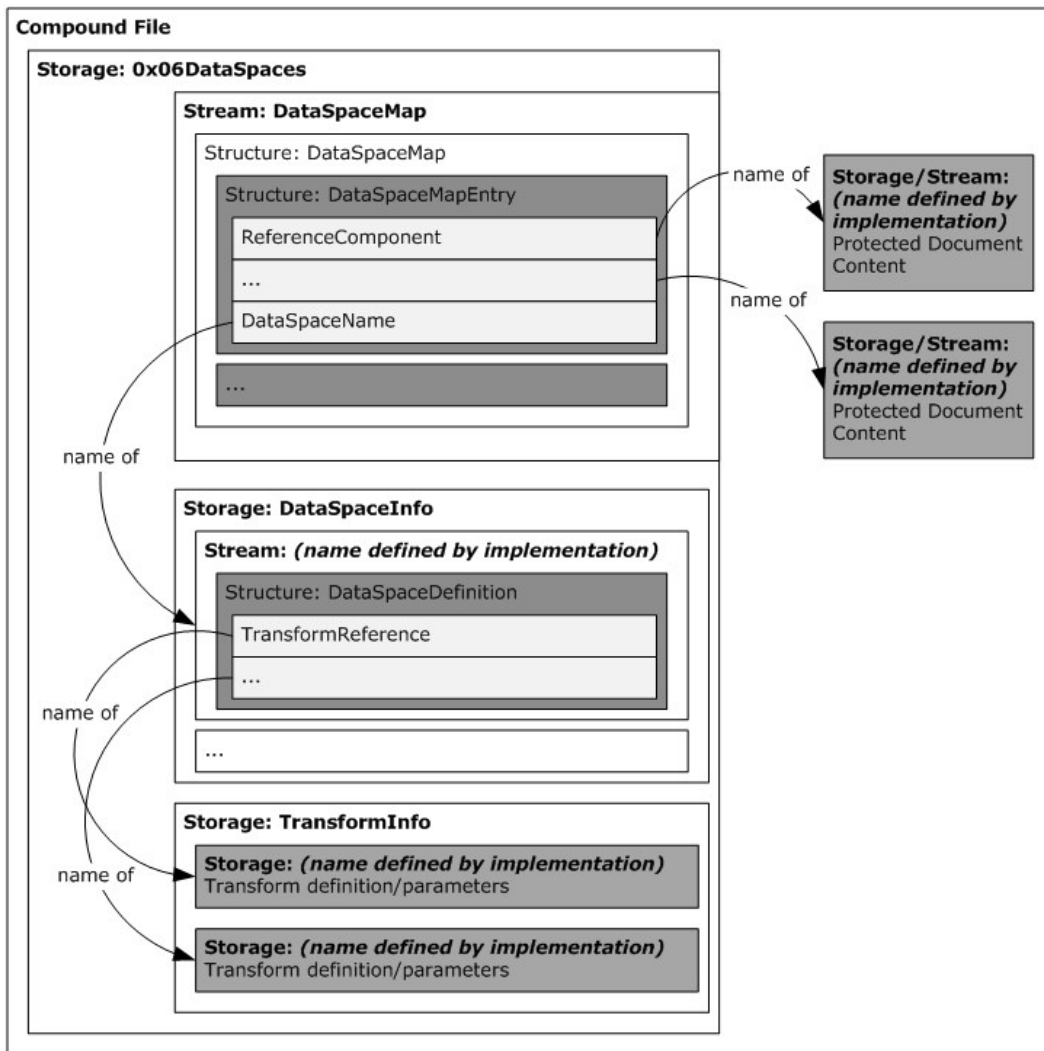 Compound File
Storage: 0x06DataSpaces
Stream: DataSpaceMap
Structure: DataSpaceMap
Structure: DataSpaceMapEntry
ReferenceComponent
...
DataSpaceName
...
name of
Storage/Stream:
(name defined by
implementation)
Protected Document
Content
name of
Storage/Stream:
(name defined by
implementation)
Protected Document
Content
name of
Storage: DataSpaceInfo
Stream: (name defined by implementation)
Structure: DataSpaceDefinition
TransformReference
...
...
name of
name of
Storage: TransformInfo
Storage: (name defined by implementation)
Transform definition/parameters
Storage: (name defined by implementation)
Transform definition/parameters